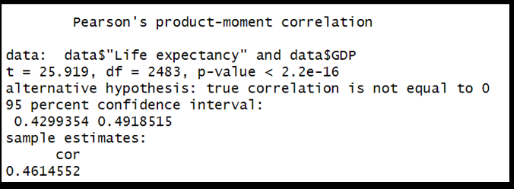 Pearson's product-moment correlation
data:  data$"Life expectancy" and data$GDP
t = 25.919, df = 2483, p-value < 2.2e-16
alternative hypothesis: true correlation is not equal to 0
95 percent confidence interval:
0.4299354 0.4918515
sample estimates:
cor
0.4614552